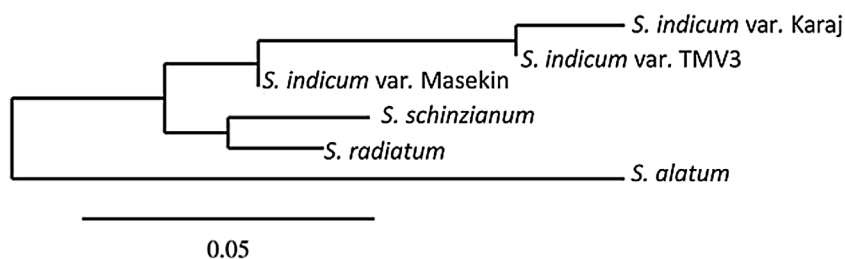 S. indicum var. Karaj
S. indicum var. TMV3
S. indicum var. Masekin
S. schinzianum
S. radiatum
S. alatum
0.05